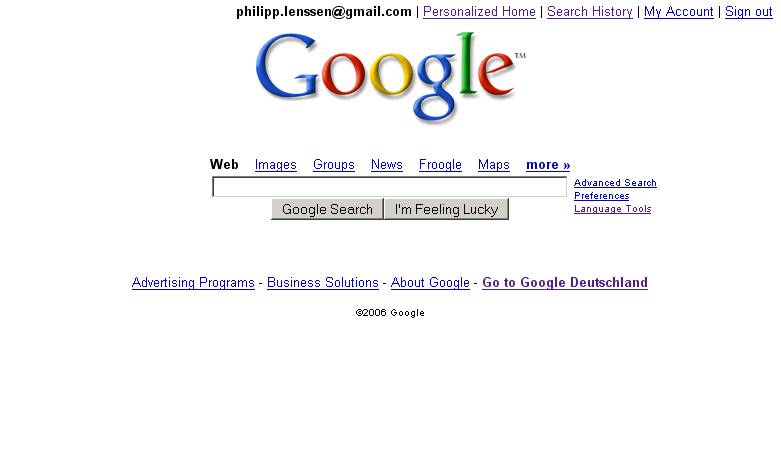 philipp.lenssen@gmail.com | Personalized Home | Search History | My Account | Sign out
Google™
Web Images Groups News Froogle Maps more »
Advanced Search
Preferences
Language Tools
Google Search I'm Feeling Lucky
Advertising Programs - Business Solutions - About Google - Go to Google Deutschland
©2006 Google